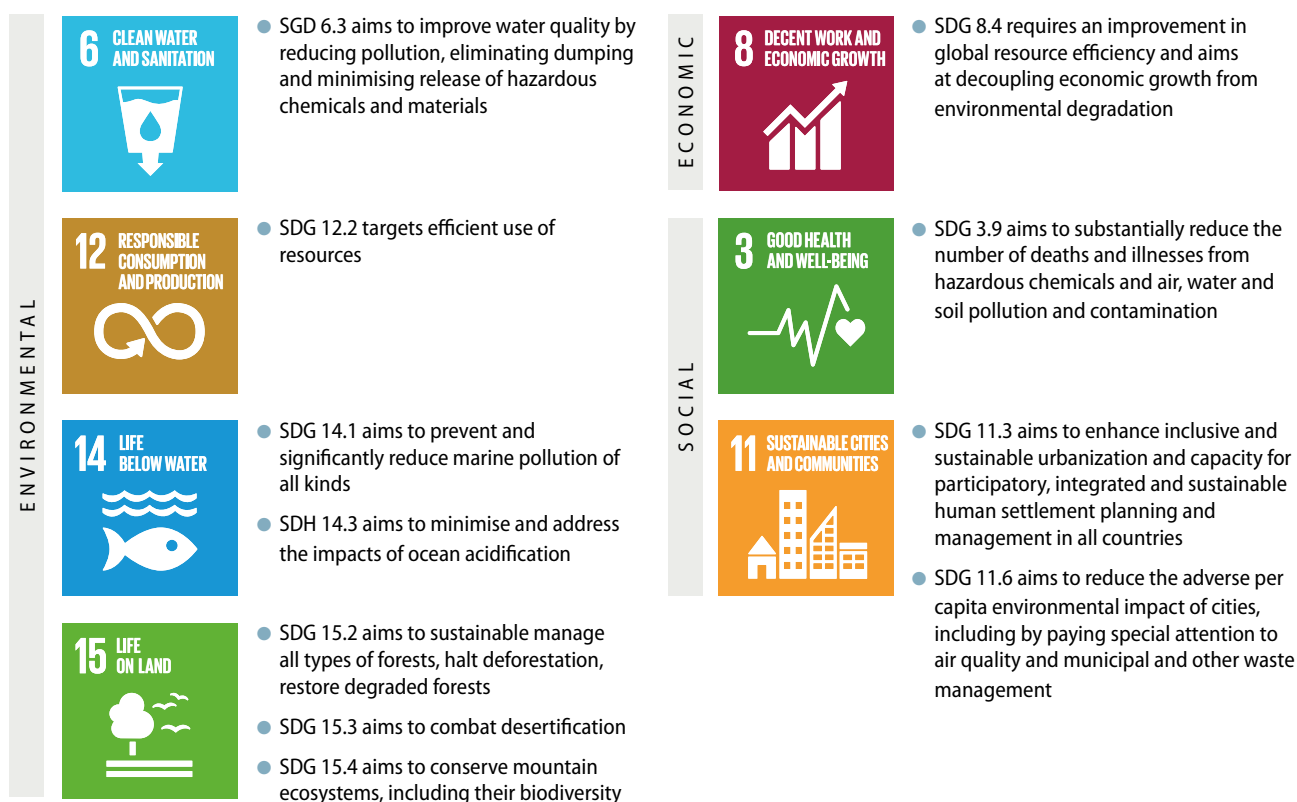 ENVIRONMENTAL
6 CLEAN WATER
AND SANITATION
● SGD 6.3 aims to improve water quality by
reducing pollution, eliminating dumping
and minimising release of hazardous
chemicals and materials
12 RESPONSIBLE
CONSUMPTION
AND PRODUCTION
● SDG 12.2 targets efficient use of
resources
14 LIFE
BELOW WATER
● SDG 14.1 aims to prevent and
significantly reduce marine pollution of
all kinds
● SDH 14.3 aims to minimise and address
the impacts of ocean acidification
15 LIFE
ON LAND
● SDG 15.2 aims to sustainable manage
all types of forests, halt deforestation,
restore degraded forests
● SDG 15.3 aims to combat desertification
● SDG 15.4 aims to conserve mountain
ecosystems, including their biodiversity
ECONOMIC
8 DECENT WORK AND
ECONOMIC GROWTH
● SDG 8.4 requires an improvement in
global resource efficiency and aims
at decoupling economic growth from
environmental degradation
SOCIAL
3 GOOD HEALTH
AND WELL-BEING
● SDG 3.9 aims to substantially reduce the
number of deaths and illnesses from
hazardous chemicals and air, water and
soil pollution and contamination
11 SUSTAINABLE CITIES
AND COMMUNITIES
● SDG 11.3 aims to enhance inclusive and
sustainable urbanization and capacity for
participatory, integrated and sustainable
human settlement planning and
management in all countries
● SDG 11.6 aims to reduce the adverse per
capita environmental impact of cities,
including by paying special attention to
air quality and municipal and other waste
management